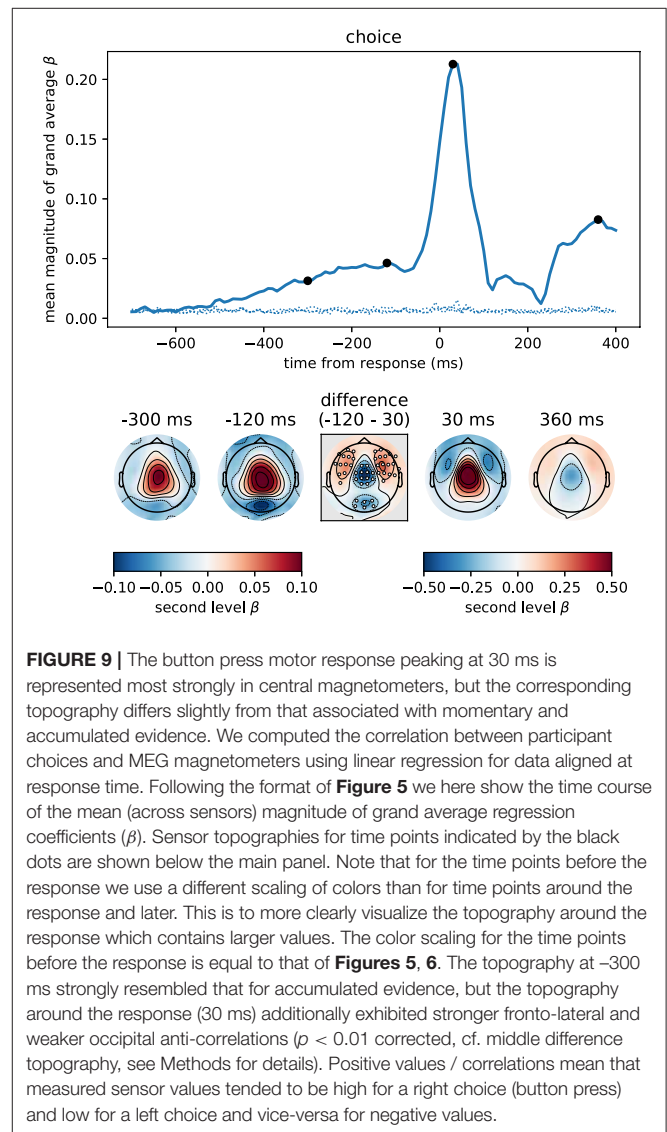 choice
0.20
0.15
0.10
0.05
0.00
mean magnitude of grand average β
−600
−400
−200
0
200
400
time from response (ms)
difference
-300 ms
-120 ms
(-120 - 30)
30 ms
360 ms
−0.10
−0.05
0.00
0.05
0.10
second level β
−0.50
−0.25
0.00
0.25
0.50
second level β
FIGURE 9 | The button press motor response peaking at 30 ms is
represented most strongly in central magnetometers, but the corresponding
topography differs slightly from that associated with momentary and
accumulated evidence. We computed the correlation between participant
choices and MEG magnetometers using linear regression for data aligned at
response time. Following the format of Figure 5 we here show the time course
of the mean (across sensors) magnitude of grand average regression
coefficients (β). Sensor topographies for time points indicated by the black
dots are shown below the main panel. Note that for the time points before the
response we use a different scaling of colors than for time points around the
response and later. This is to more clearly visualize the topography around the
response which contains larger values. The color scaling for the time points
before the response is equal to that of Figures 5, 6. The topography at –300
ms strongly resembled that for accumulated evidence, but the topography
around the response (30 ms) additionally exhibited stronger fronto-lateral and
weaker occipital anti-correlations (p < 0.01 corrected, cf. middle difference
topography, see Methods for details). Positive values / correlations mean that
measured sensor values tended to be high for a right choice (button press)
and low for a left choice and vice-versa for negative values.